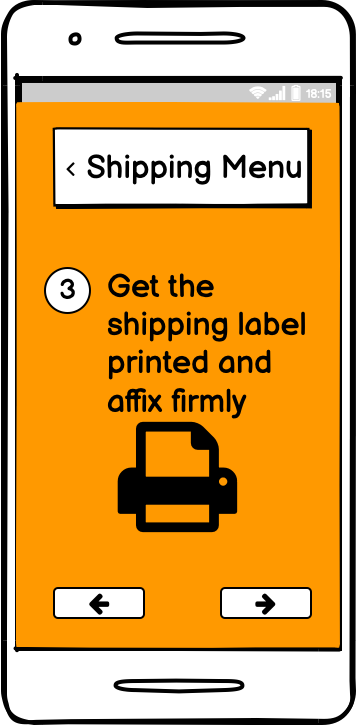 18:15
< Shipping Menu
3
Get the
shipping label
printed and
affix firmly